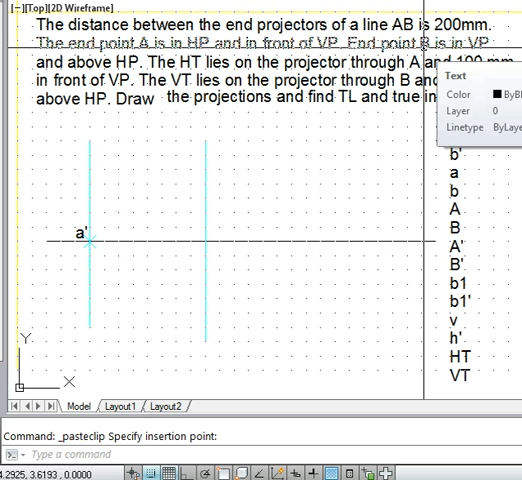 [−][Top][2D Wireframe]
The distance between the end projectors of a line AB is 200mm.
The end point A is in HP and in front of VP. End point B is in VP
and above HP. The HT lies on the projector through A and 100 mm
in front of VP. The VT lies on the projector through B and
above HP. Draw the projections and find TL and true in
Text
Color ByBl
Layer 0
Linetype ByLaye
b'
a
b
A
B
A'
B'
b1
b1'
v
h'
HT
VT
a'
Y
X
Model Layout1 Layout2
Command: _pasteclip Specify insertion point:
Type a command
4.2925, 3.6193, 0.0000